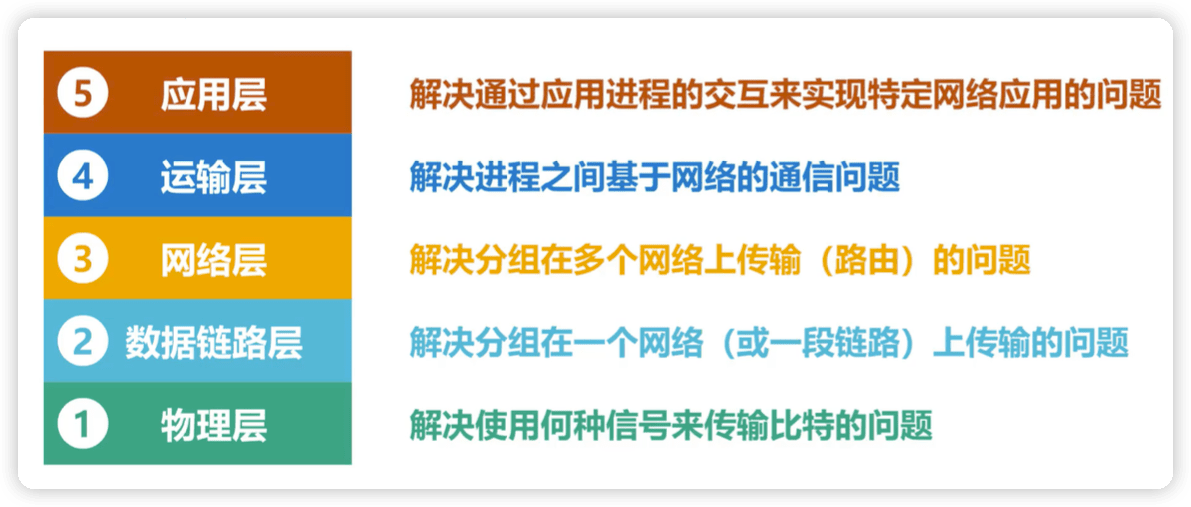 5 应用层 解决通过应用进程的交互来实现特定网络应用的问题
4 运输层 解决进程之间基于网络的通信问题
3 网络层 解决分组在多个网络上传输（路由）的问题
2 数据链路层 解决分组在一个网络（或一段链路）上传输的问题
1 物理层 解决使用何种信号来传输比特的问题